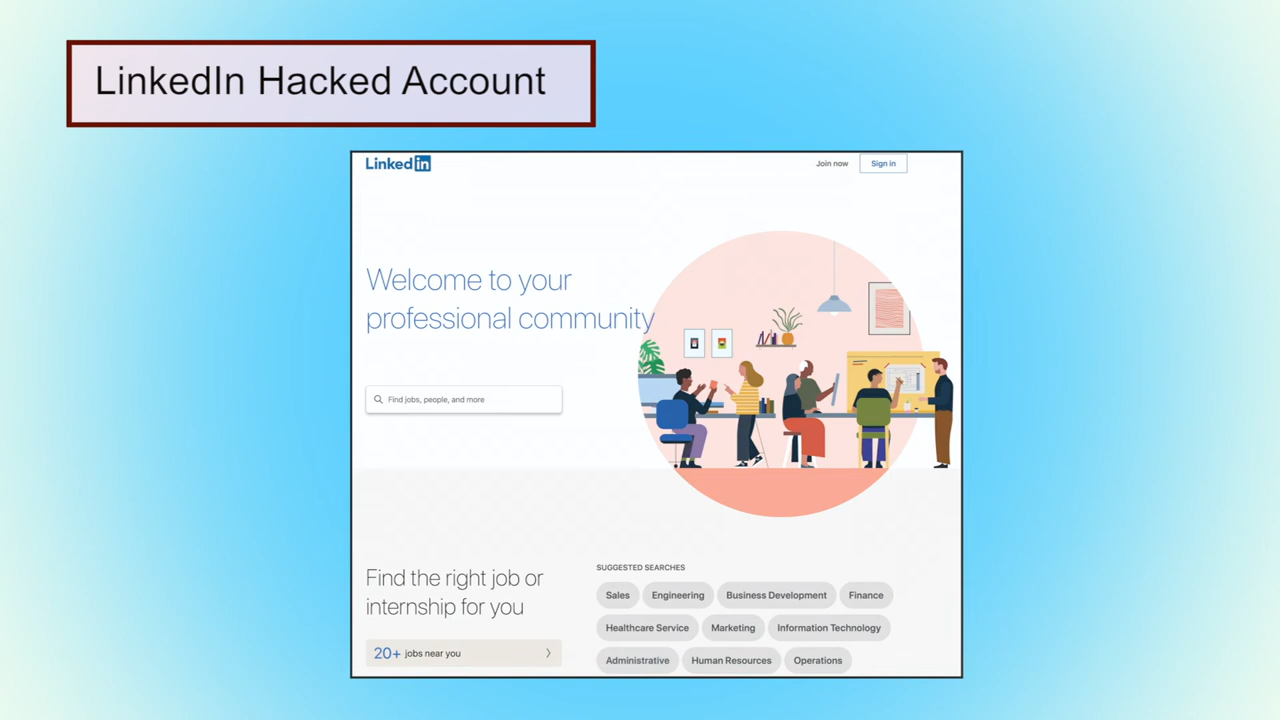 LinkedIn Hacked Account
Linked in
Join now
Sign in
Welcome to your
professional community
Find jobs, people, and more
Find the right job or
internship for you
20+ jobs near you
SUGGESTED SEARCHES
Sales
Engineering
Business Development
Finance
Healthcare Service
Marketing
Information Technology
Administrative
Human Resources
Operations